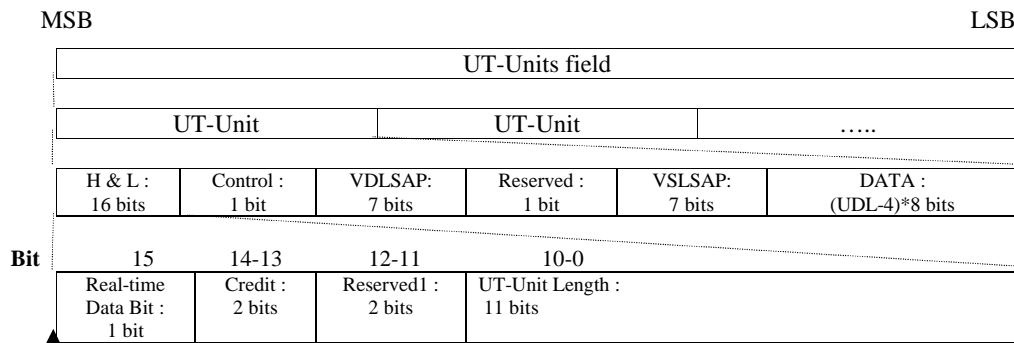 MSB LSB
UT-Units field
UT-Unit UT-Unit …..
H & L : Control : VDLSAP: Reserved : VSLSAP: DATA :
16 bits 1 bit 7 bits 1 bit 7 bits (UDL-4)*8 bits
Bit 15 14-13 12-11 10-0
Real-time Credit : Reserved1 : UT-Unit Length :
Data Bit : 2 bits 2 bits 11 bits
1 bit